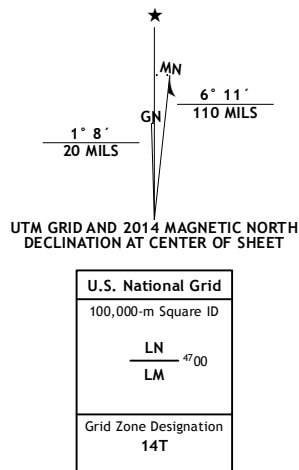 ★
MN
GN
6° 11´
110 MILS
1° 8´
20 MILS
UTM GRID AND 2014 MAGNETIC NORTH
DECLINATION AT CENTER OF SHEET
U.S. National Grid
100,000-m Square ID
LN
4700
LM
Grid Zone Designation
14T